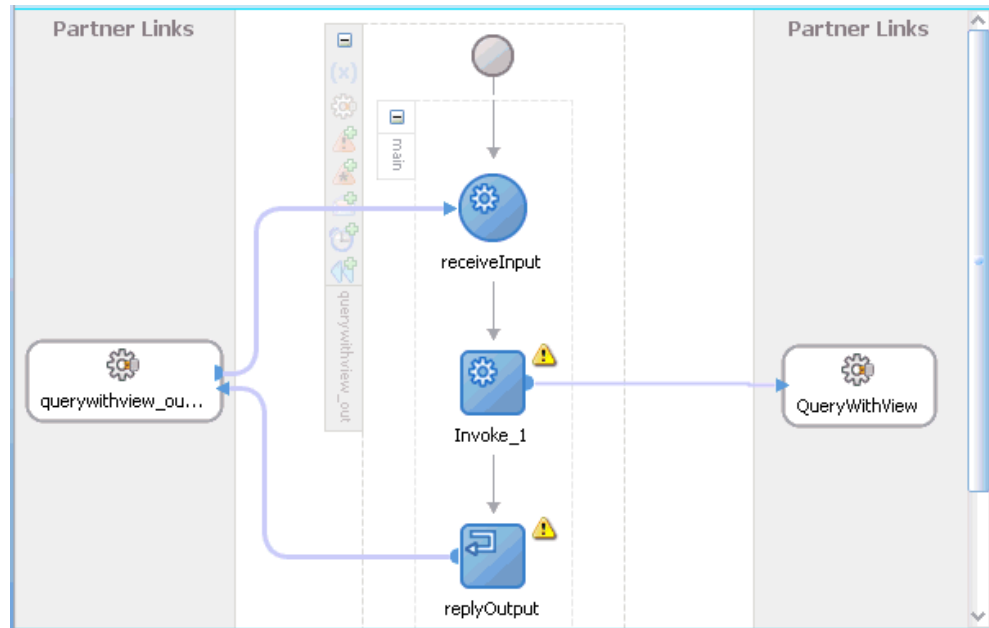 Partner Links
Partner Links
main
receiveInput
querywithview_out
querywithview_ou...
Invoke_1
QueryWithView
replyOutput